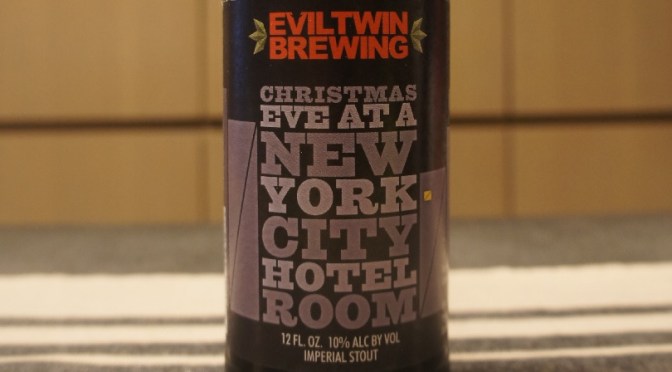 EVILTWIN
BREWING
CHRISTMAS
EVE AT A
NEW
YORK
CITY
HOTEL
ROOM
12 FL. OZ. 10% ALC BY VOL
IMPERIAL STOUT